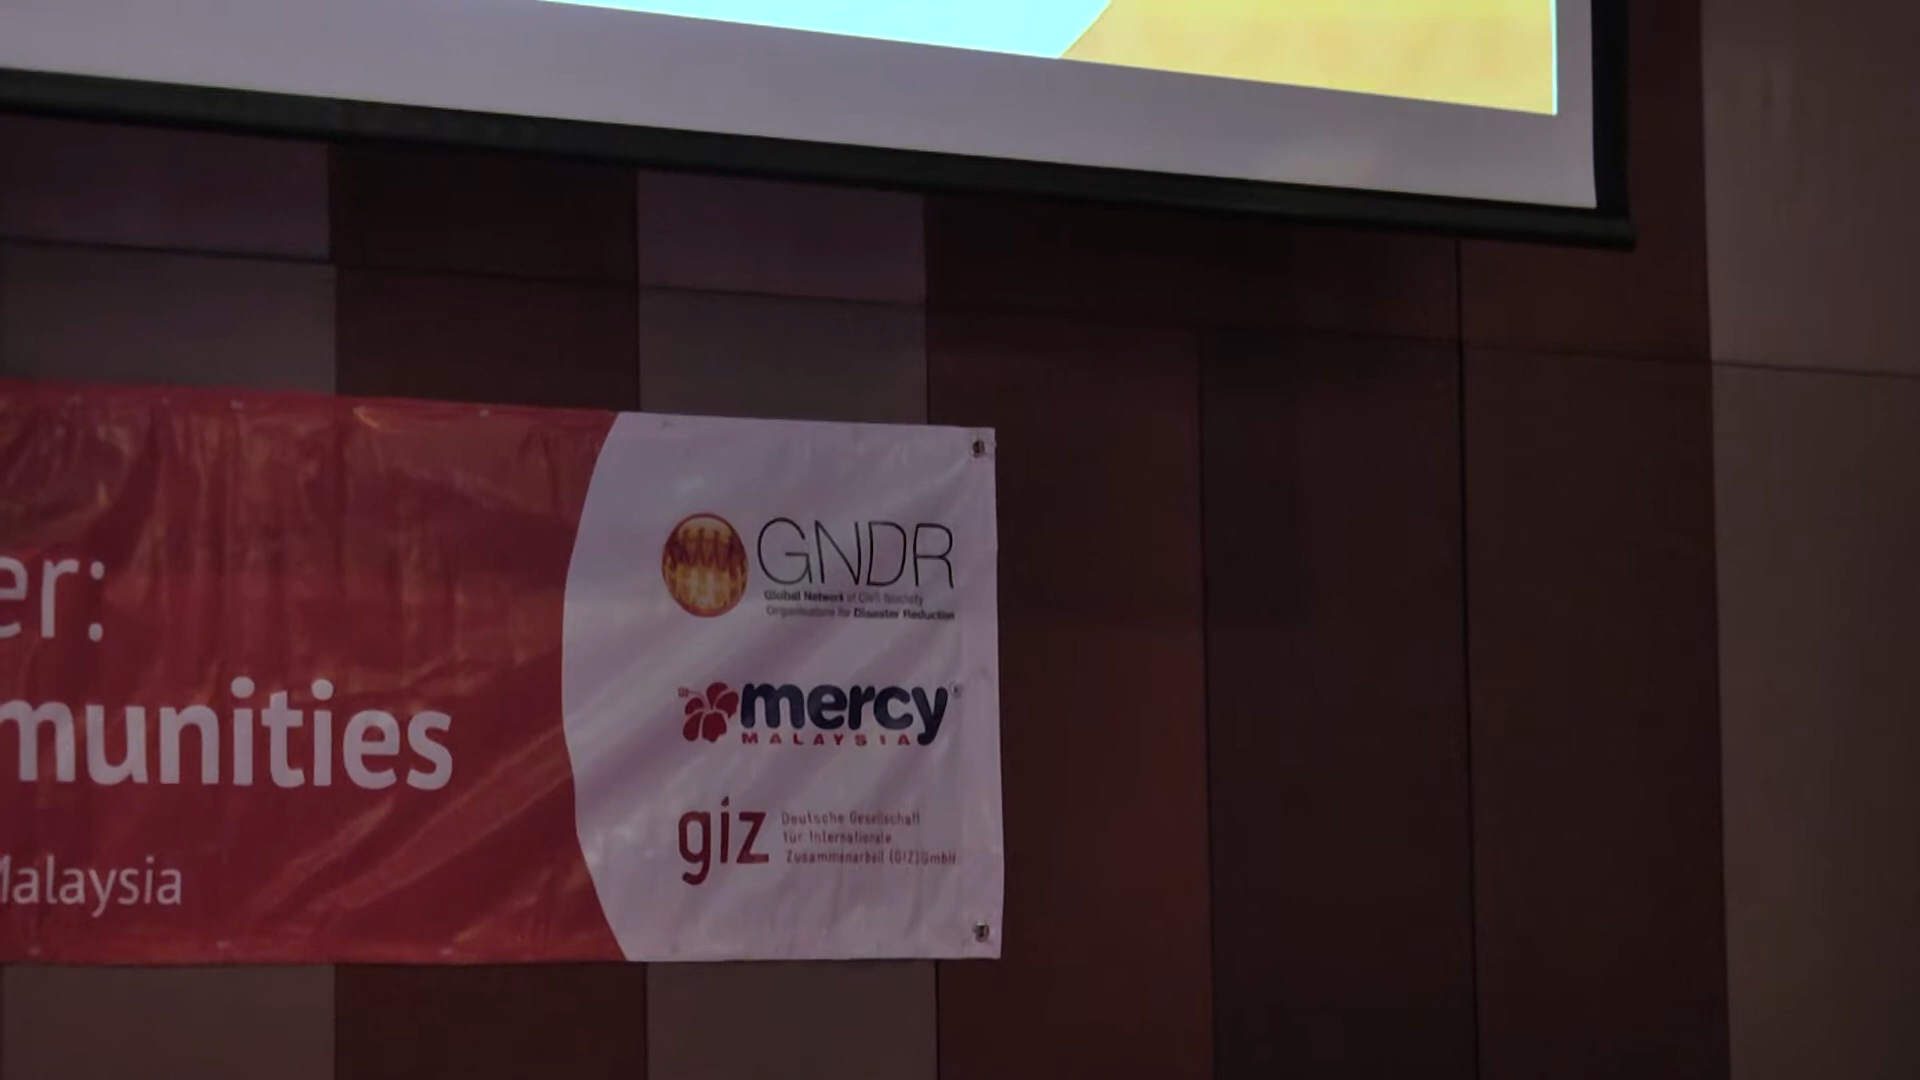 er:
munities
Malaysia
GNDR
Global Network of Civil Society
Organisations for Disaster Reduction
mercy®
MALAYSIA
giz
Deutsche Gesellschaft
für Internationale
Zusammenarbeit (GIZ) GmbH